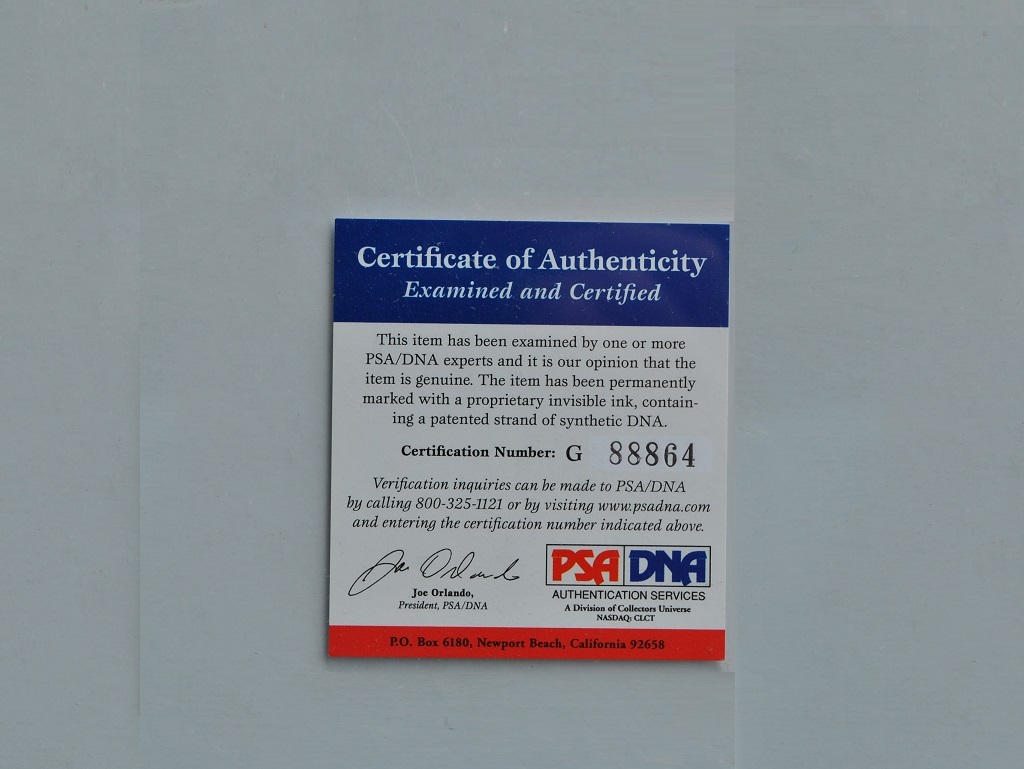 Certificate of Authenticity
Examined and Certified
This item has been examined by one or more
PSA/DNA experts and it is our opinion that the
item is genuine. The item has been permanently
marked with a proprietary invisible ink, contain-
ing a patented strand of synthetic DNA.
Certification Number: G 88864
Verification inquiries can be made to PSA/DNA
by calling 800-325-1121 or by visiting www.psadna.com
and entering the certification number indicated above.
Joe Orlando
Joe Orlando,
President, PSA/DNA
PSA DNA
AUTHENTICATION SERVICES
A Division of Collectors Universe
NASDAQ: CLCT
P.O. Box 6180, Newport Beach, California 92658